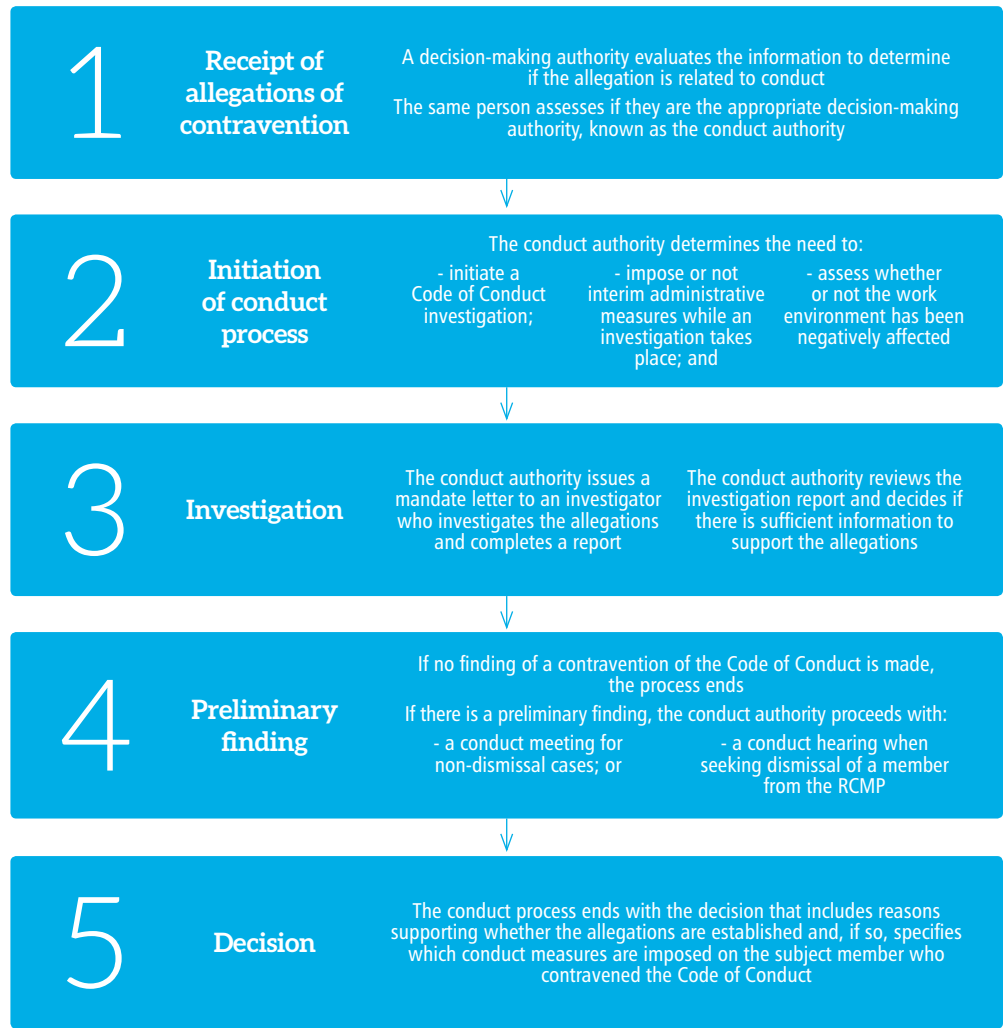 1
Receipt of
allegations of
contravention
A decision-making authority evaluates the information to determine
if the allegation is related to conduct
The same person assesses if they are the appropriate decision-making
authority, known as the conduct authority
2
Initiation
of conduct
process
The conduct authority determines the need to:
- initiate a
Code of Conduct
investigation;
- impose or not
interim administrative
measures while an
investigation takes
place; and
- assess whether
or not the work
environment has been
negatively affected
3
Investigation
The conduct authority issues a
mandate letter to an investigator
who investigates the allegations
and completes a report
The conduct authority reviews the
investigation report and decides if
there is sufficient information to
support the allegations
4
Preliminary
finding
If no finding of a contravention of the Code of Conduct is made,
the process ends
If there is a preliminary finding, the conduct authority proceeds with:
- a conduct meeting for
non-dismissal cases; or
- a conduct hearing when
seeking dismissal of a member
from the RCMP
5
Decision
The conduct process ends with the decision that includes reasons
supporting whether the allegations are established and, if so, specifies
which conduct measures are imposed on the subject member who
contravened the Code of Conduct